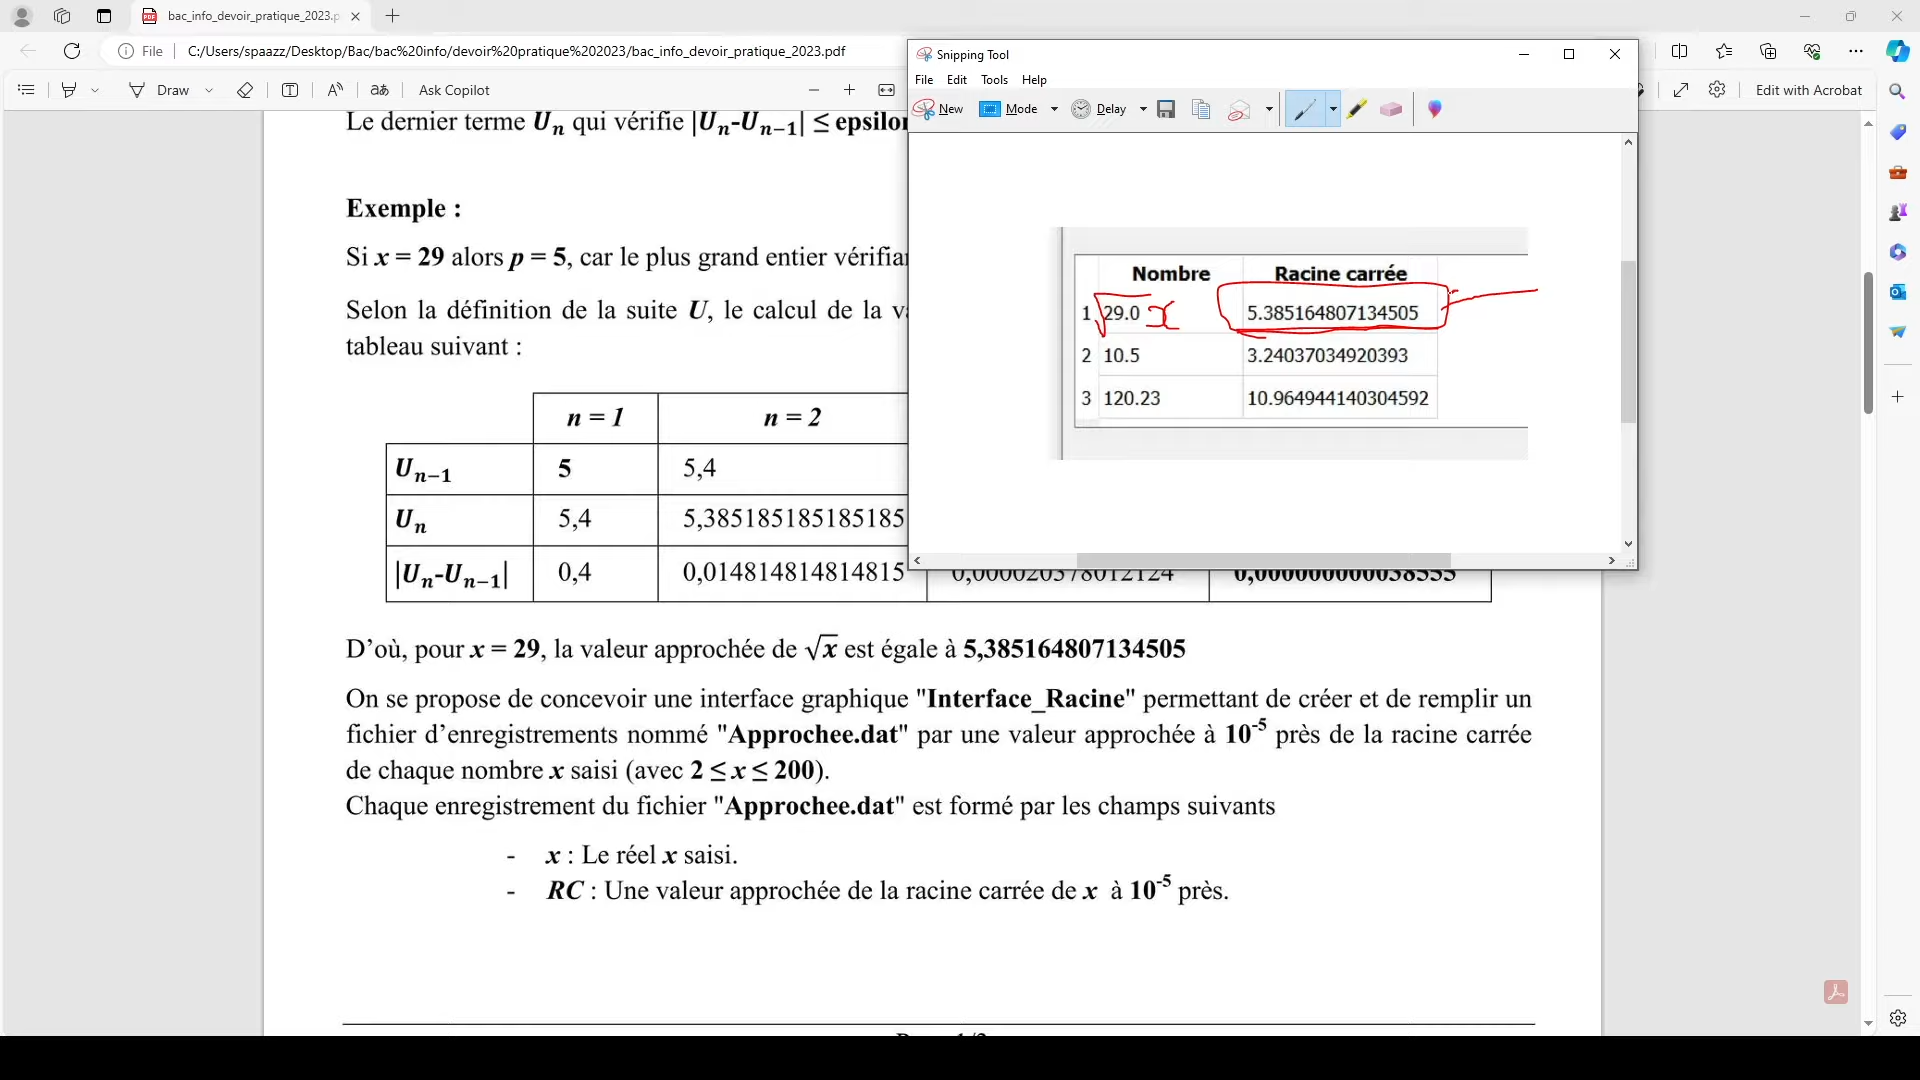 bac_info_devoir_pratique_2023.p
File
C:/Users/spaazz/Desktop/Bac/bac%20info/devoir%20pratique%202023/bac_info_devoir_pratique_2023.pdf
Draw
Ask Copilot
Edit with Acrobat
Snipping Tool
File Edit Tools Help
New Mode Delay
Nombre Racine carrée
1 √29.0 x 5.385164807134505
2 10.5 3.24037034920393
3 120.23 10.964944140304592
Le dernier terme Uₙ qui vérifie |Uₙ-Uₙ₋₁| ≤ epsilon
Exemple :
Si x = 29 alors p = 5, car le plus grand entier
Selon la définition de la suite U, le calcul de la
tableau suivant :
n = 1 n = 2
Uₙ₋₁ 5 5,4
Uₙ 5,4 5,385185185185185
|Uₙ-Uₙ₋₁| 0,4 0,014814814814815 0,000020378012124 0,000000000038555
D’où, pour x = 29, la valeur approchée de √x est égale à 5,385164807134505
On se propose de concevoir une interface graphique "Interface_Racine" permettant de créer et de remplir un
fichier d’enregistrements nommé "Approchee.dat" par une valeur approchée à 10⁻⁵ près de la racine carrée
de chaque nombre x saisi (avec 2 ≤ x ≤ 200).
Chaque enregistrement du fichier "Approchee.dat" est formé par les champs suivants
- x : Le réel x saisi.
- RC : Une valeur approchée de la racine carrée de x à 10⁻⁵ près.